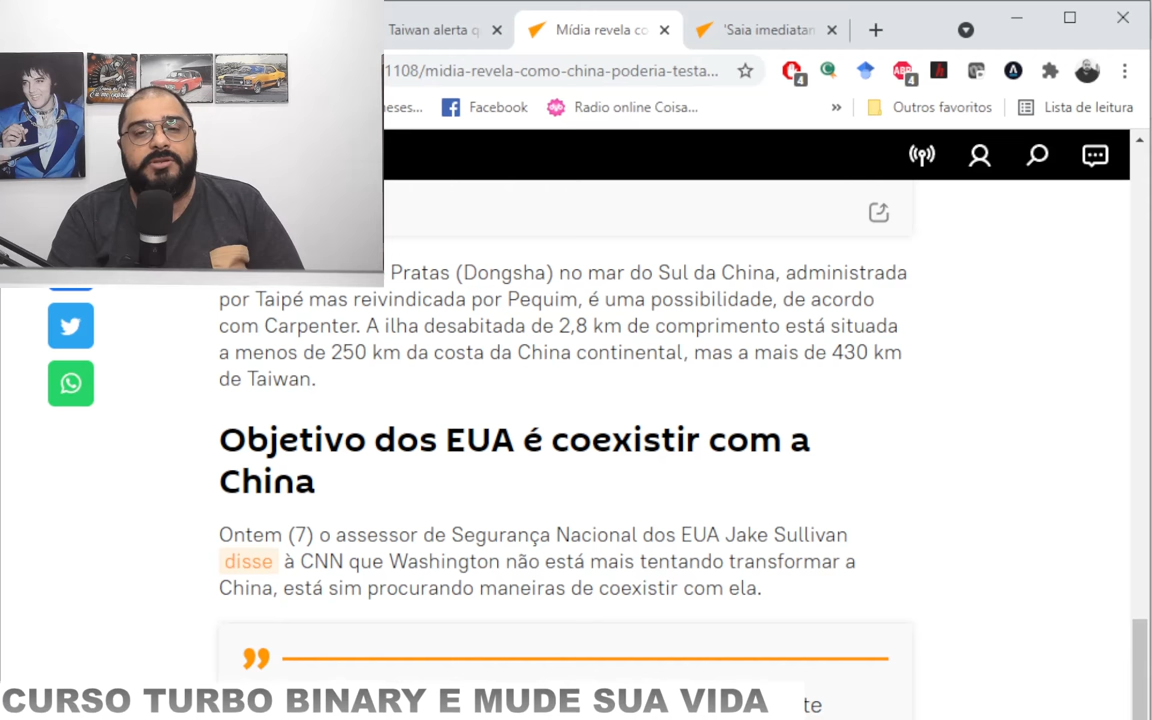 Taiwan alerta q
Mídia revela co
'Saia imediatan
1108/midia-revela-como-china-poderia-testa...
4
4
eses...
Facebook
Radio online Coisa...
»
Outros favoritos
Lista de leitura
Pratas (Dongsha) no mar do Sul da China, administrada
por Taipé mas reivindicada por Pequim, é uma possibilidade, de acordo
com Carpenter. A ilha desabitada de 2,8 km de comprimento está situada
a menos de 250 km da costa da China continental, mas a mais de 430 km
de Taiwan.
Objetivo dos EUA é coexistir com a
China
Ontem (7) o assessor de Segurança Nacional dos EUA Jake Sullivan
disse à CNN que Washington não está mais tentando transformar a
China, está sim procurando maneiras de coexistir com ela.
CURSO TURBO BINARY E MUDE SUA VIDA
te